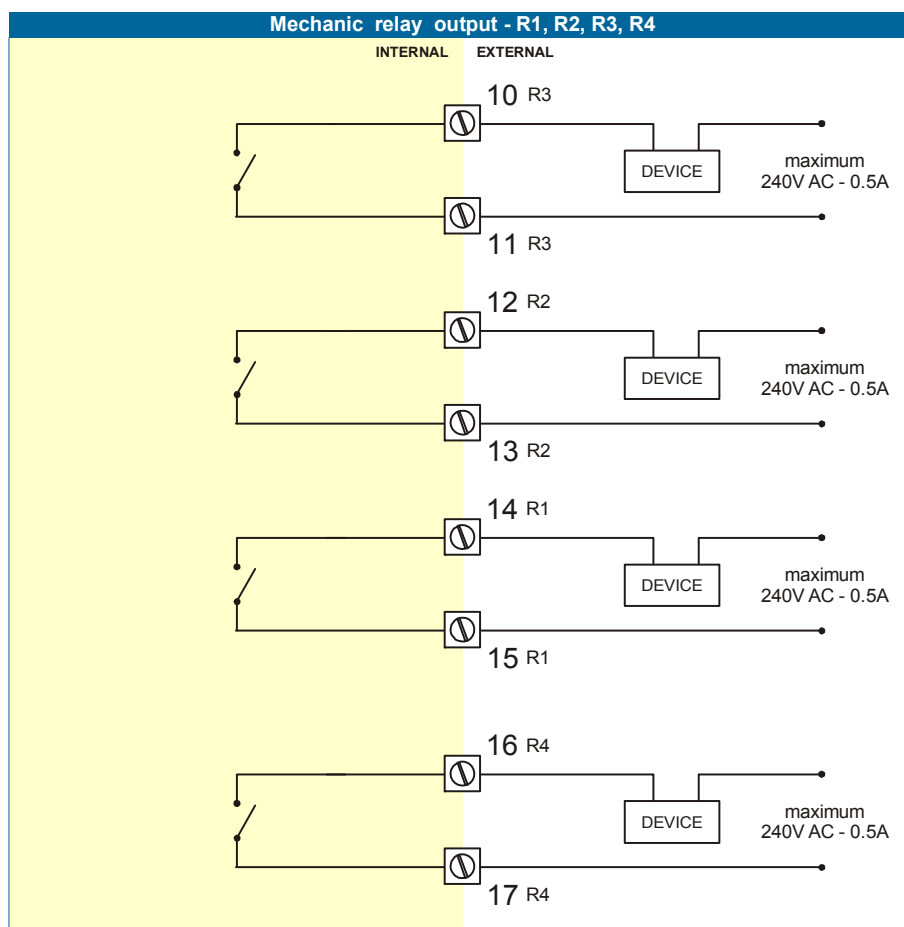 Mechanic relay output - R1, R2, R3, R4
INTERNAL EXTERNAL
10 R3
DEVICE
maximum
240V AC - 0.5A
11 R3
12 R2
DEVICE
maximum
240V AC - 0.5A
13 R2
14 R1
DEVICE
maximum
240V AC - 0.5A
15 R1
16 R4
DEVICE
maximum
240V AC - 0.5A
17 R4